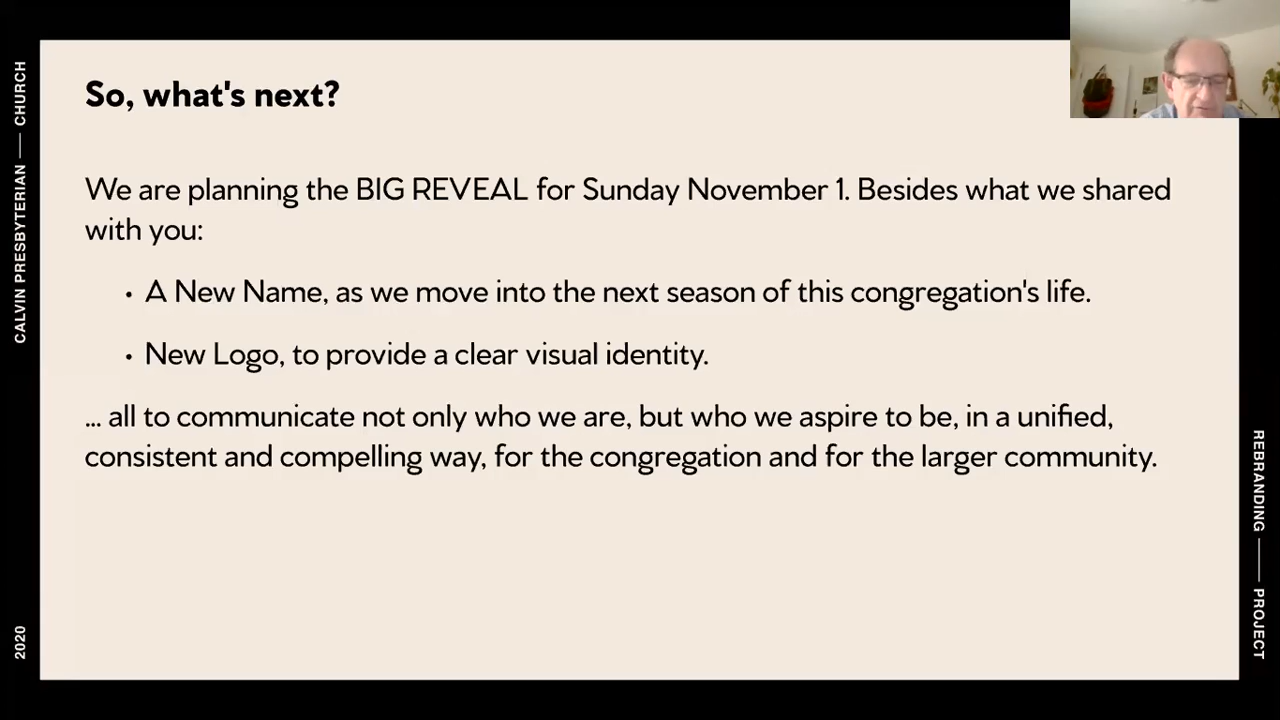 So, what's next?
We are planning the BIG REVEAL for Sunday November 1. Besides what we shared
with you:
• A New Name, as we move into the next season of this congregation's life.
• New Logo, to provide a clear visual identity.
... all to communicate not only who we are, but who we aspire to be, in a unified,
consistent and compelling way, for the congregation and for the larger community.
CALVIN PRESBYTERIAN — CHURCH
2020
REBRANDING — PROJECT